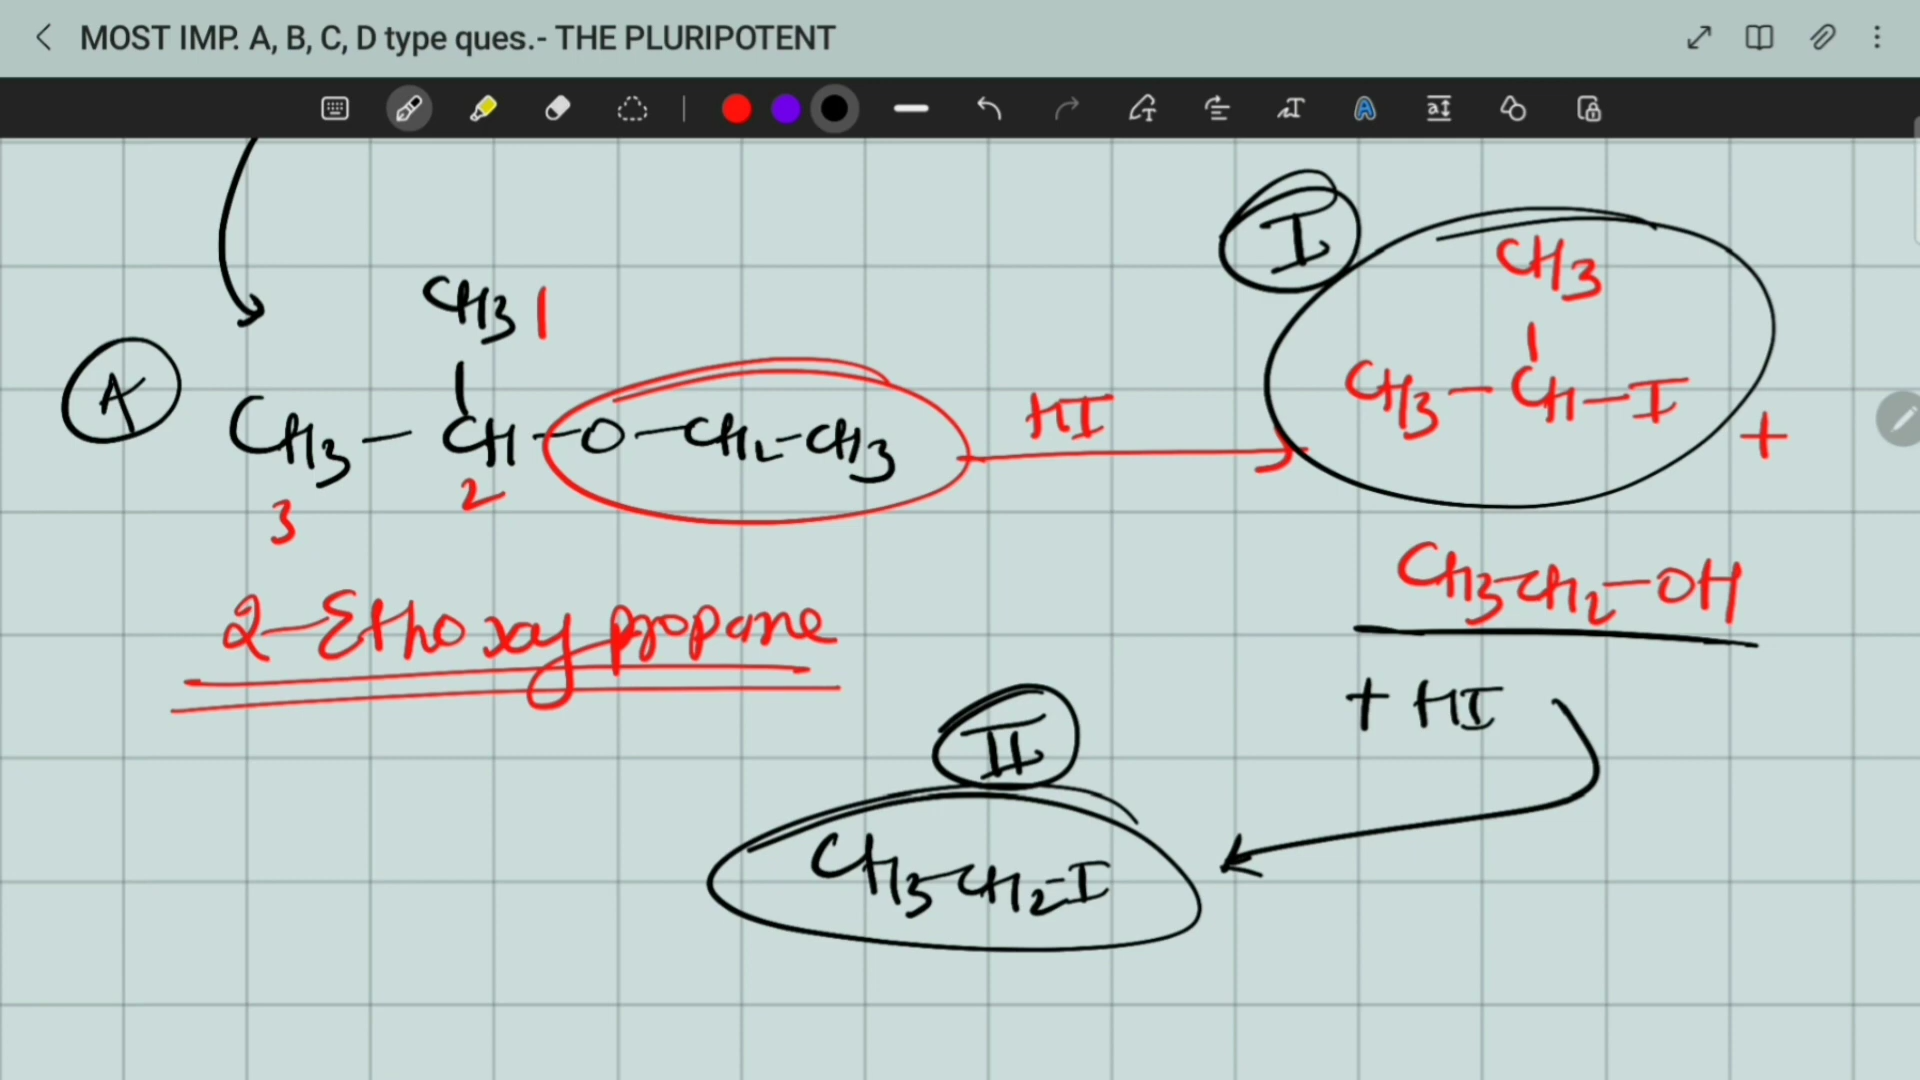 MOST IMP. A, B, C, D type ques.- THE PLURIPOTENT
I
CH3
CH3 1
CH3 - CH - I +
A
CH3 - CH - O - CH2 - CH3
HI
3 2
CH3-CH2-OH
2-Ethoxy propane
+ HI
II
CH3-CH2-I